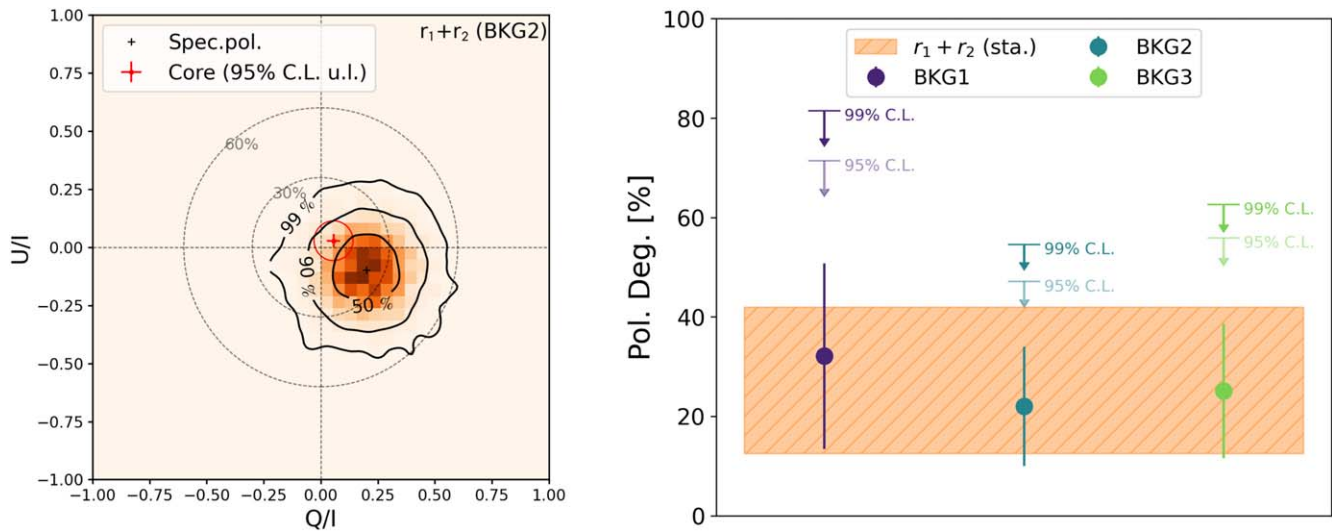 r₁+r₂ (BKG2)
Spec.pol.
Core (95% C.L. u.l.)
1.00
0.75
0.50
0.25
0.00
−0.25
−0.50
−0.75
−1.00
U/I
60%
30%
99 %
90 %
50 %
−1.00 −0.75 −0.50 −0.25 0.00 0.25 0.50 0.75 1.00
Q/I
Pol. Deg. [%]
100
80
60
40
20
0
r₁ + r₂ (sta.)
BKG1
BKG2
BKG3
99% C.L.
95% C.L.
99% C.L.
95% C.L.
99% C.L.
95% C.L.